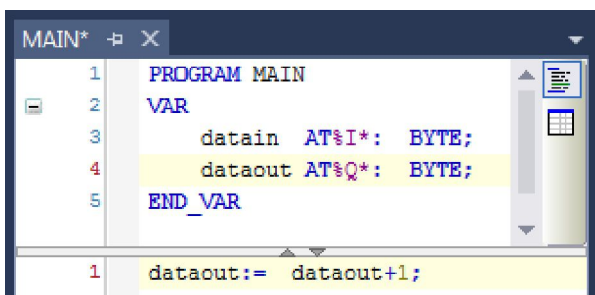 MAIN*
1 PROGRAM MAIN
2 VAR
3 datain AT%I*: BYTE;
4 dataout AT%Q*: BYTE;
5 END_VAR
1 dataout:= dataout+1;